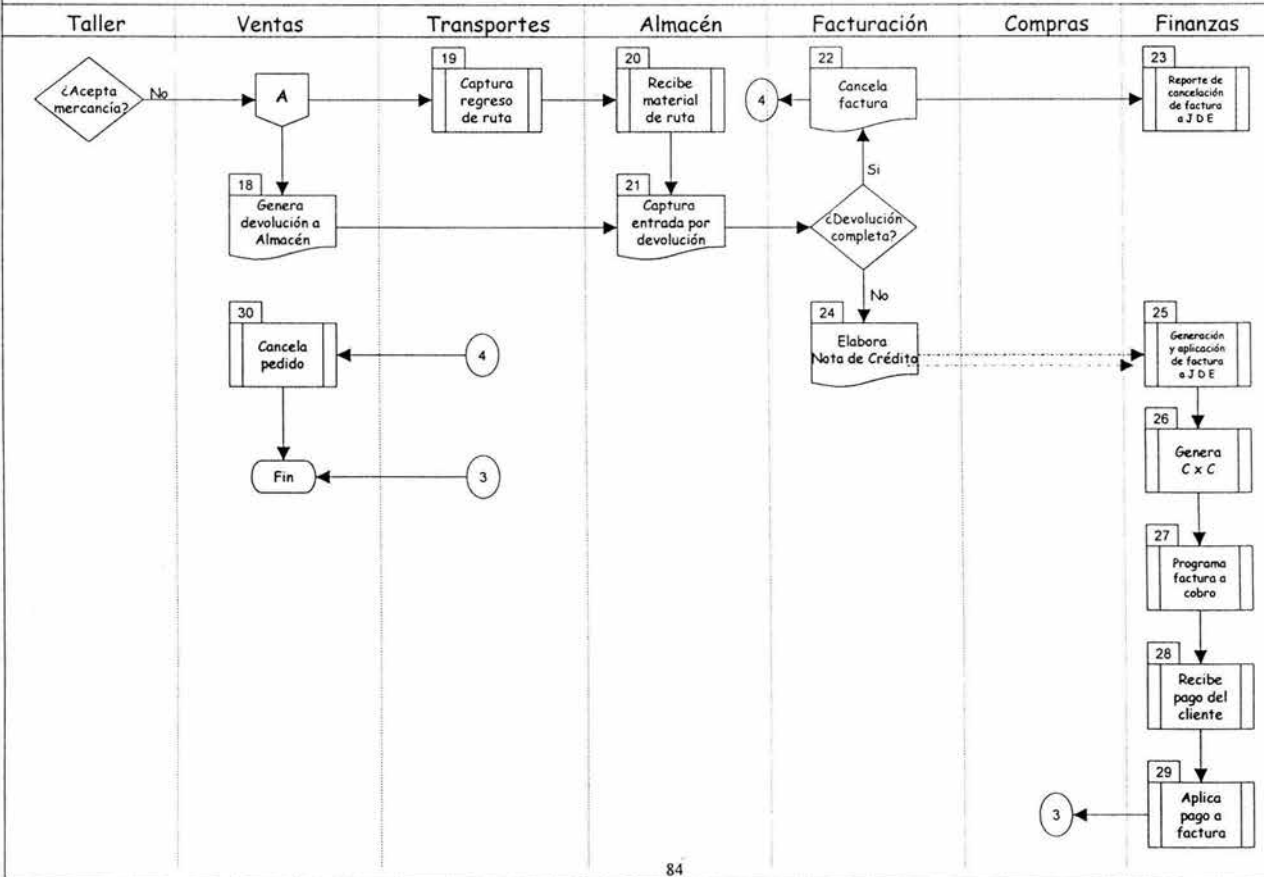 Taller
Ventas
Transportes
Almacén
Facturación
Compras
Finanzas
¿Acepta
mercancía?
No
A
19
Captura
regreso
de ruta
20
Recibe
material
de ruta
22
Cancela
factura
4
23
Reporte de
cancelación
de factura
a J D E
18
Genera
devolución a
Almacén
21
Captura
entrada por
devolución
Si
¿Devolución
completa?
No
30
Cancela
pedido
4
24
Elabora
Nota de Crédito
25
Generación
y aplicación
de factura
a J D E
Fin
3
26
Genera
C x C
27
Programa
factura a
cobro
28
Recibe
pago del
cliente
29
Aplica
pago a
factura
3
84